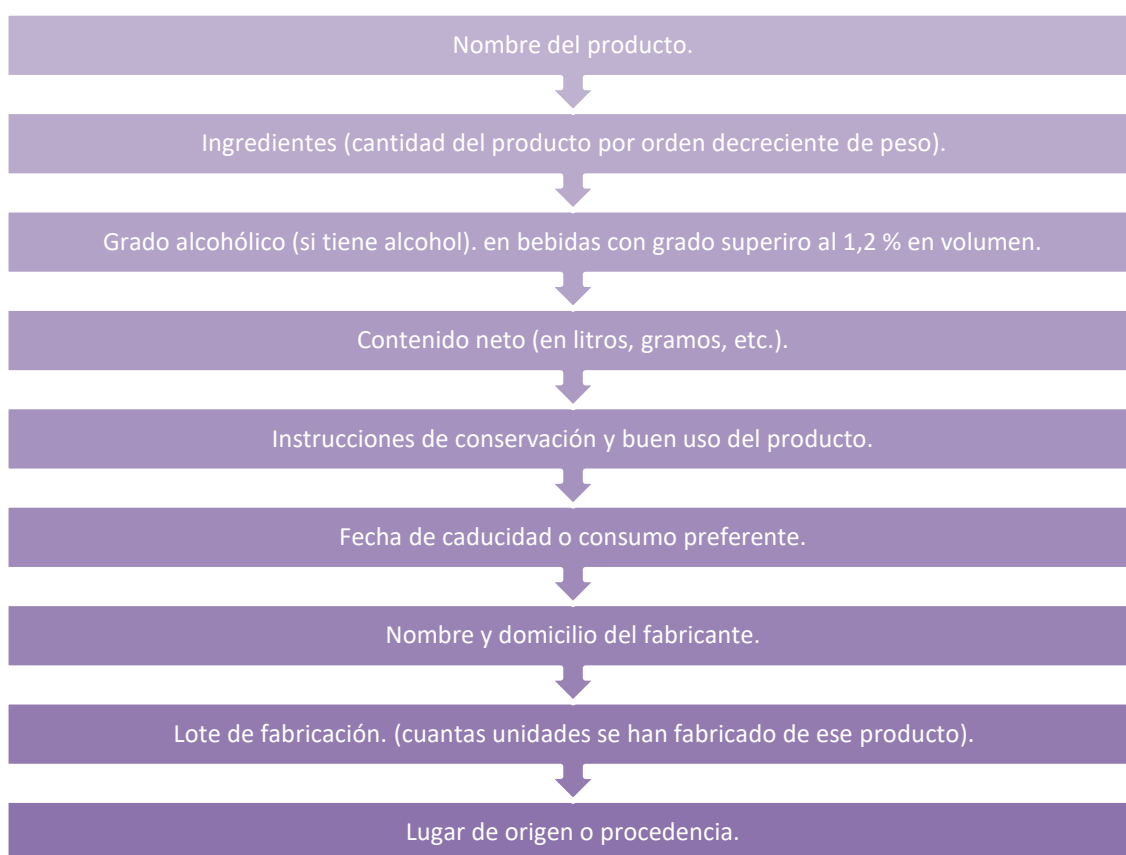 Nombre del producto.
Ingredientes (cantidad del producto por orden decreciente de peso).
Grado alcohólico (si tiene alcohol). en bebidas con grado superiro al 1,2 % en volumen.
Contenido neto (en litros, gramos, etc.).
Instrucciones de conservación y buen uso del producto.
Fecha de caducidad o consumo preferente.
Nombre y domicilio del fabricante.
Lote de fabricación. (cuantas unidades se han fabricado de ese producto).
Lugar de origen o procedencia.